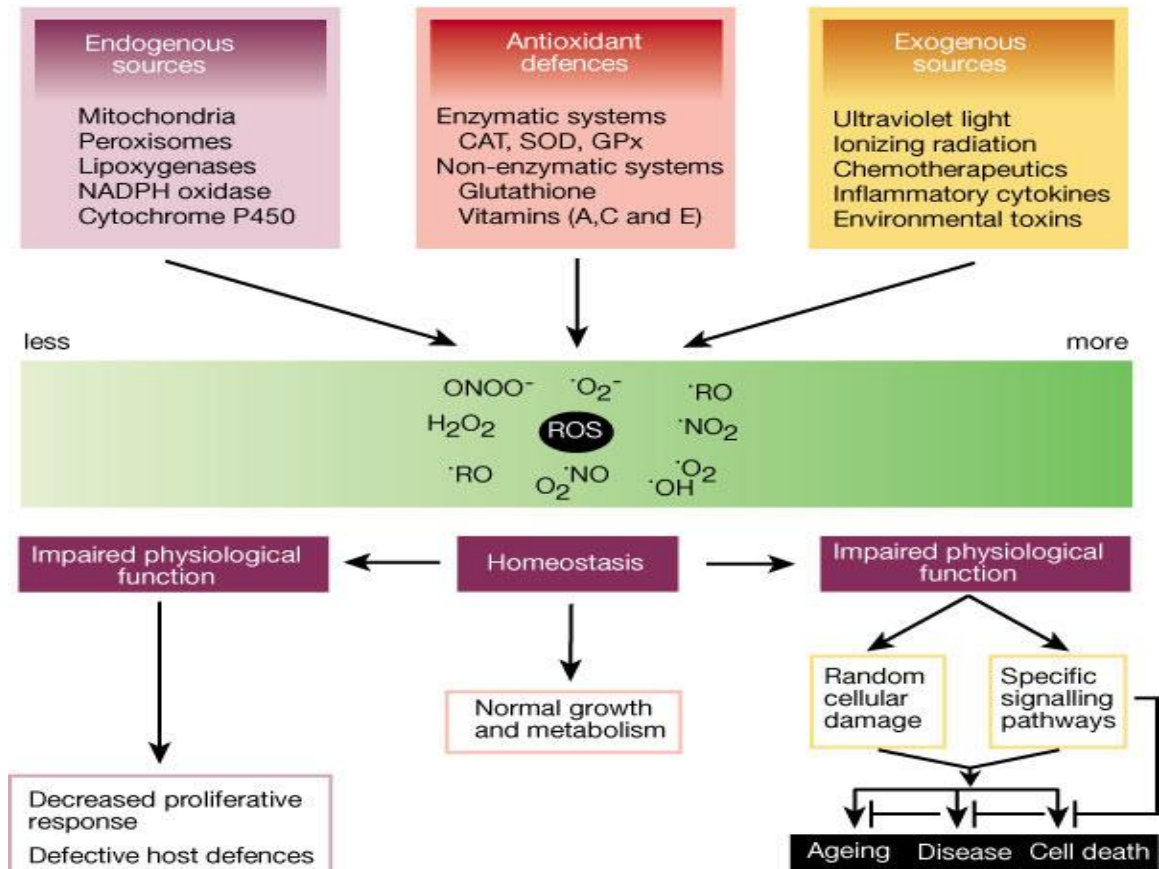 Endogenous
sources
Mitochondria
Peroxisomes
Lipoxygenases
NADPH oxidase
Cytochrome P450
Antioxidant
defences
Enzymatic systems
CAT, SOD, GPx
Non-enzymatic systems
Glutathione
Vitamins (A,C and E)
Exogenous
sources
Ultraviolet light
Ionizing radiation
Chemotherapeutics
Inflammatory cytokines
Environmental toxins
less
more
ONOO⁻ ˙O₂⁻ ˙RO
H₂O₂ ROS ˙NO₂
˙RO O₂ ˙NO ˙OH ˙O₂
Impaired physiological
function
Homeostasis
Impaired physiological
function
Normal growth
and metabolism
Random
cellular
damage
Specific
signalling
pathways
Decreased proliferative
response
Defective host defences
Ageing Disease Cell death